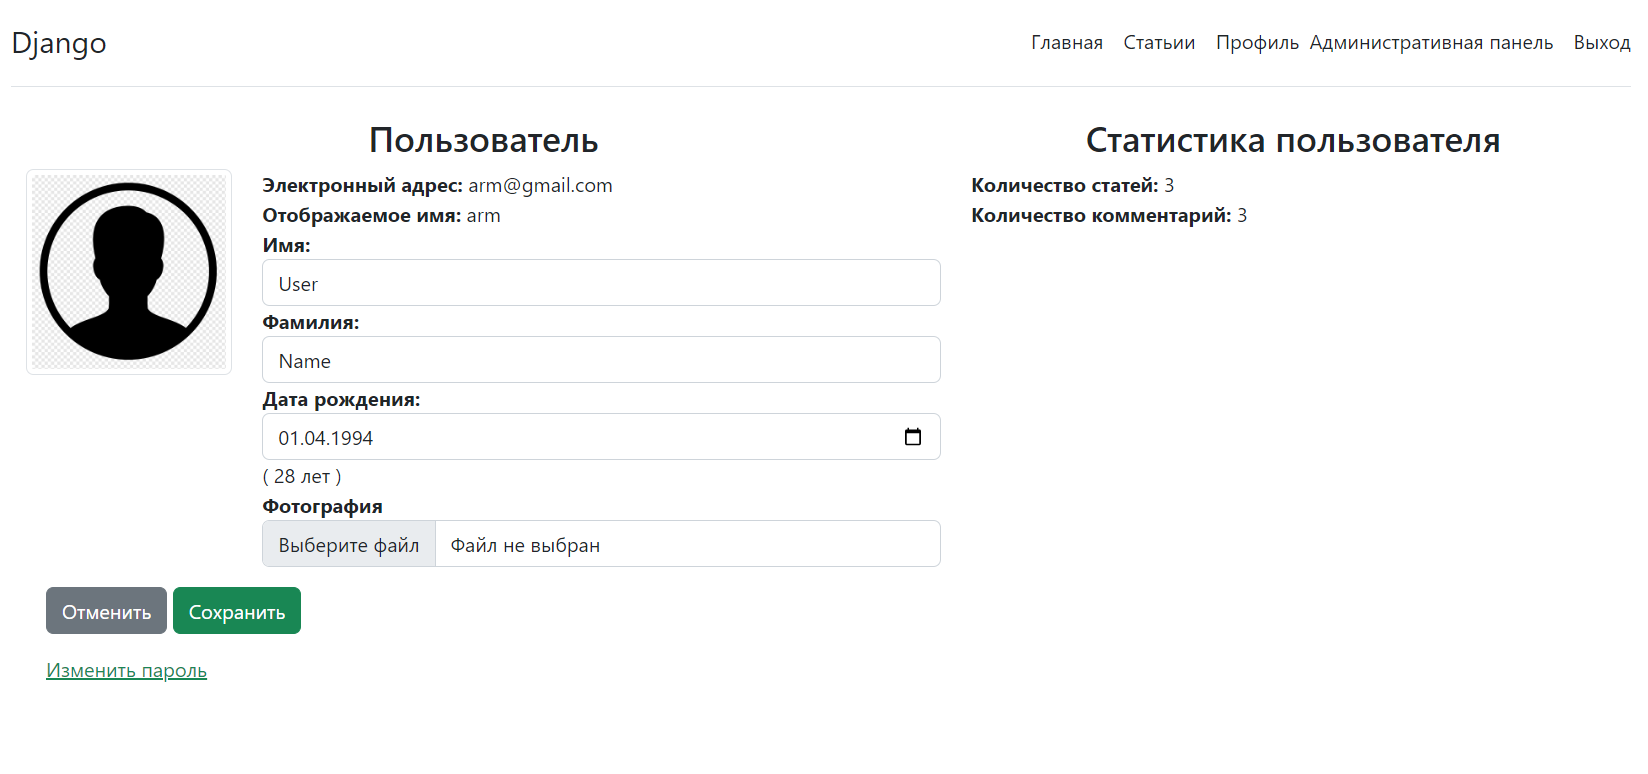 Django
Главная Статьии Профиль Административная панель Выход
Пользователь
Электронный адрес: arm@gmail.com
Отображаемое имя: arm
Имя:
User
Фамилия:
Name
Дата рождения:
01.04.1994
( 28 лет )
Фотография
Выберите файл Файл не выбран
Отменить Сохранить
Изменить пароль
Статистика пользователя
Количество статей: 3
Количество комментарий: 3